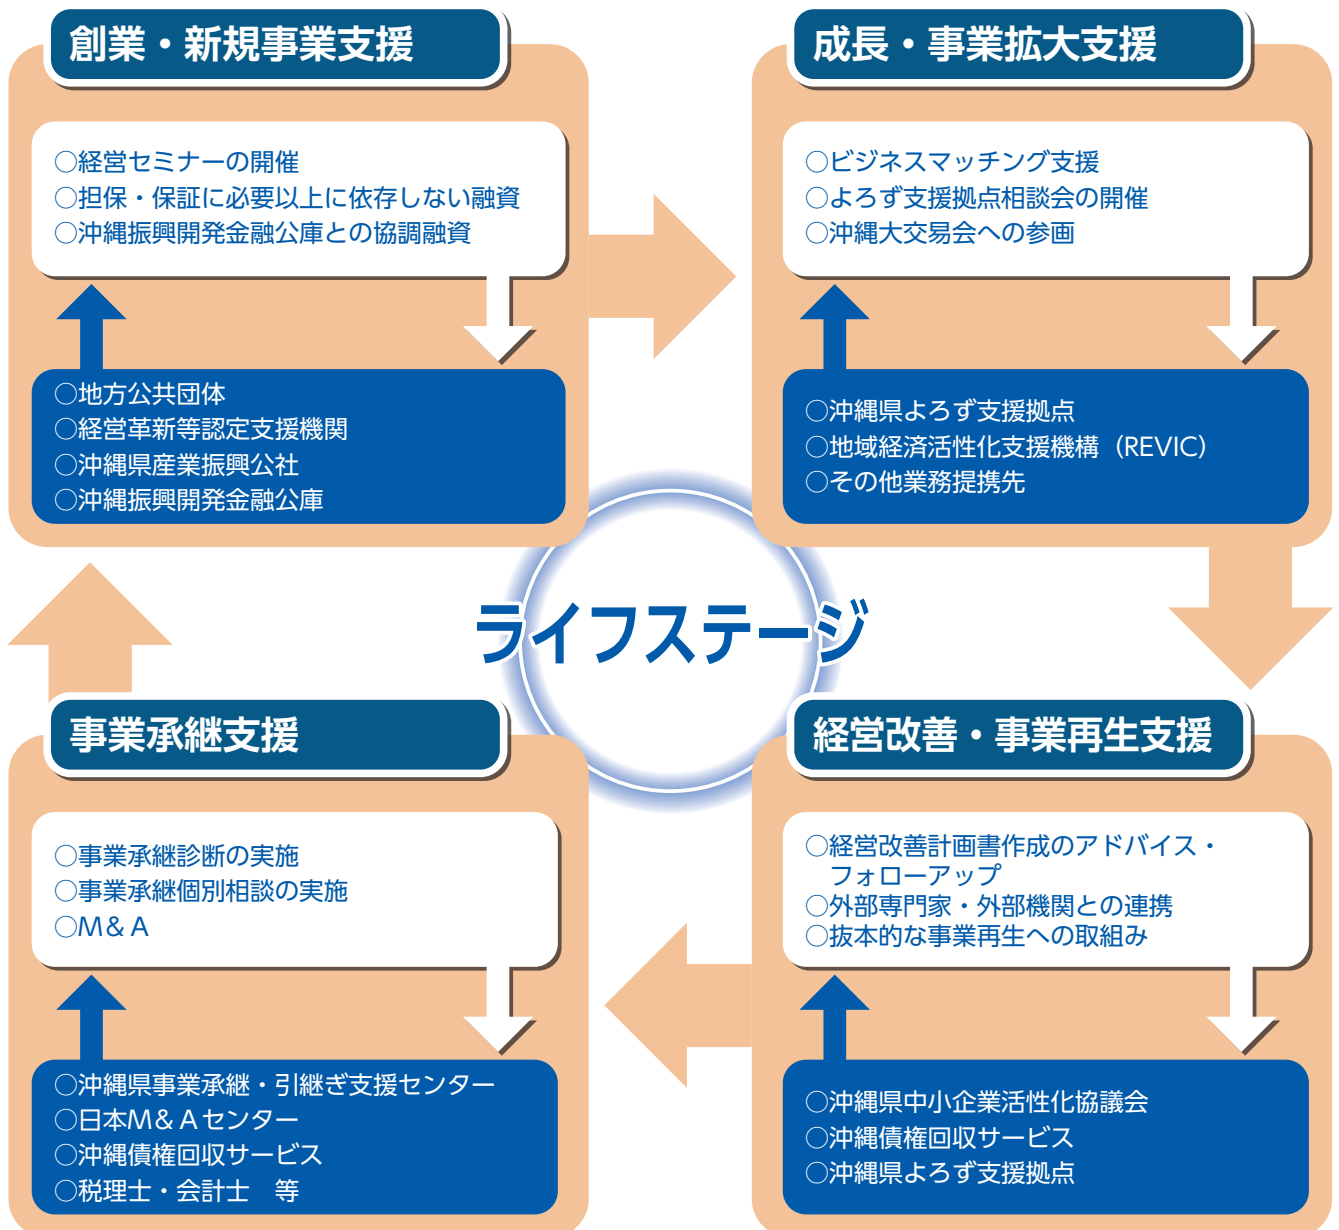 創業・新規事業支援
○経営セミナーの開催
○担保・保証に必要以上に依存しない融資
○沖縄振興開発金融公庫との協調融資
○地方公共団体
○経営革新等認定支援機関
○沖縄県産業振興公社
○沖縄振興開発金融公庫
成長・事業拡大支援
○ビジネスマッチング支援
○よろず支援拠点相談会の開催
○沖縄大交易会への参画
○沖縄県よろず支援拠点
○地域経済活性化支援機構（REVIC）
○その他業務提携先
ライフステージ
事業承継支援
○事業承継診断の実施
○事業承継個別相談の実施
○M＆A
○沖縄県事業承継・引継ぎ支援センター
○日本M＆Aセンター
○沖縄債権回収サービス
○税理士・会計士　等
経営改善・事業再生支援
○経営改善計画書作成のアドバイス・
フォローアップ
○外部専門家・外部機関との連携
○抜本的な事業再生への取組み
○沖縄県中小企業活性化協議会
○沖縄債権回収サービス
○沖縄県よろず支援拠点